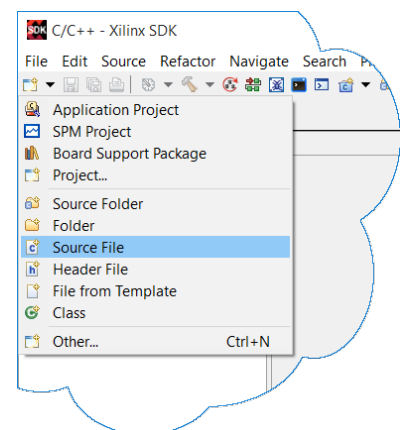 SDK C/C++ - Xilinx SDK
File Edit Source Refactor Navigate Search
Application Project
SPM Project
Board Support Package
Project...
Source Folder
Folder
Source File
Header File
File from Template
Class
Other... Ctrl+N